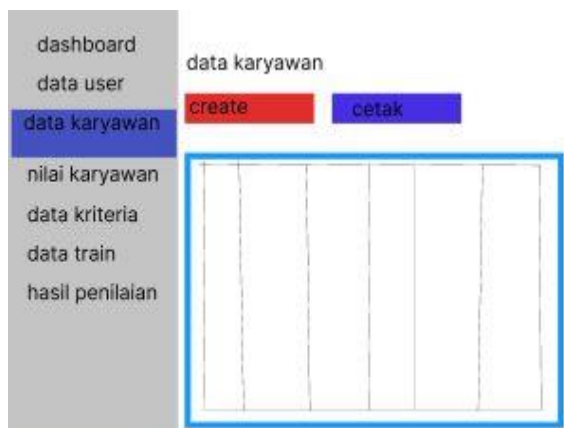 dashboard
data user
data karyawan
nilai karyawan
data kriteria
data train
hasil penilaian
data karyawan
create
cetak